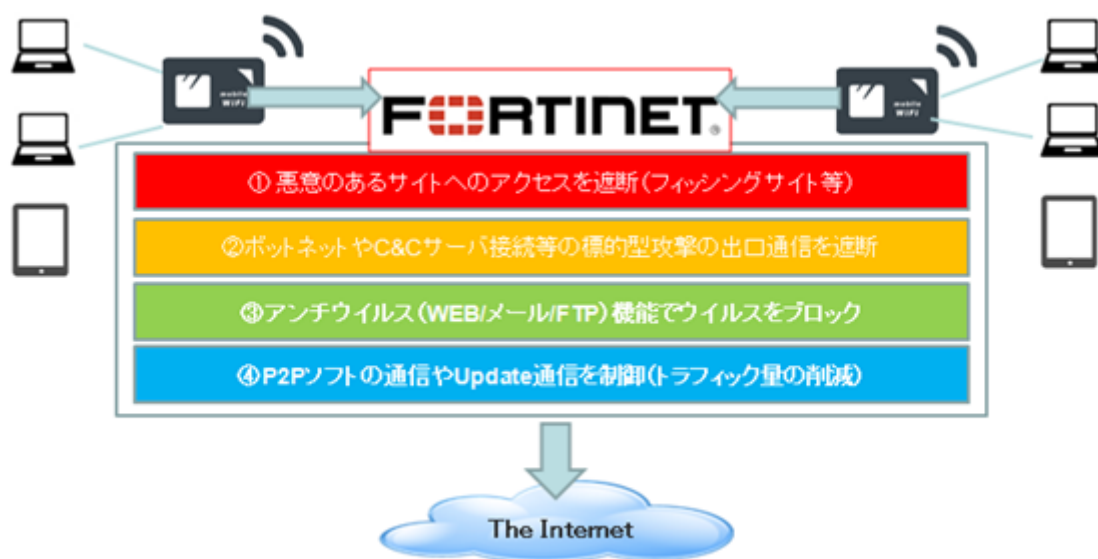 mobile
WiFi
FORTINET®
mobile
WiFi
①悪意のあるサイトへのアクセスを遮断(フィッシングサイト等)
②ボットネットやC&Cサーバ接続等の標的型攻撃の出口通信を遮断
③アンチウイルス(WEB/メール/FTP)機能でウイルスをブロック
④P2Pソフトの通信やUpdate通信を制御(トラフィック量の削減)
The Internet